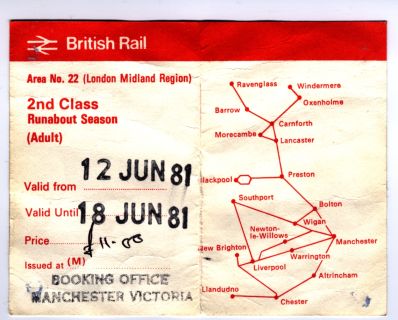 British Rail
Area No. 22 (London Midland Region)
2nd Class
Runabout Season
(Adult)
Valid from 12 JUN 81
Valid Until 18 JUN 81
Price £11-00
Issued at (M)
BOOKING OFFICE
MANCHESTER VICTORIA
Ravenglass
Windermere
Oxenholme
Barrow
Carnforth
Morecambe
Lancaster
Preston
Blackpool
Southport
Bolton
Wigan
Newton-
le-Willows
Manchester
New Brighton
Warrington
Liverpool
Altrincham
Llandudno
Chester